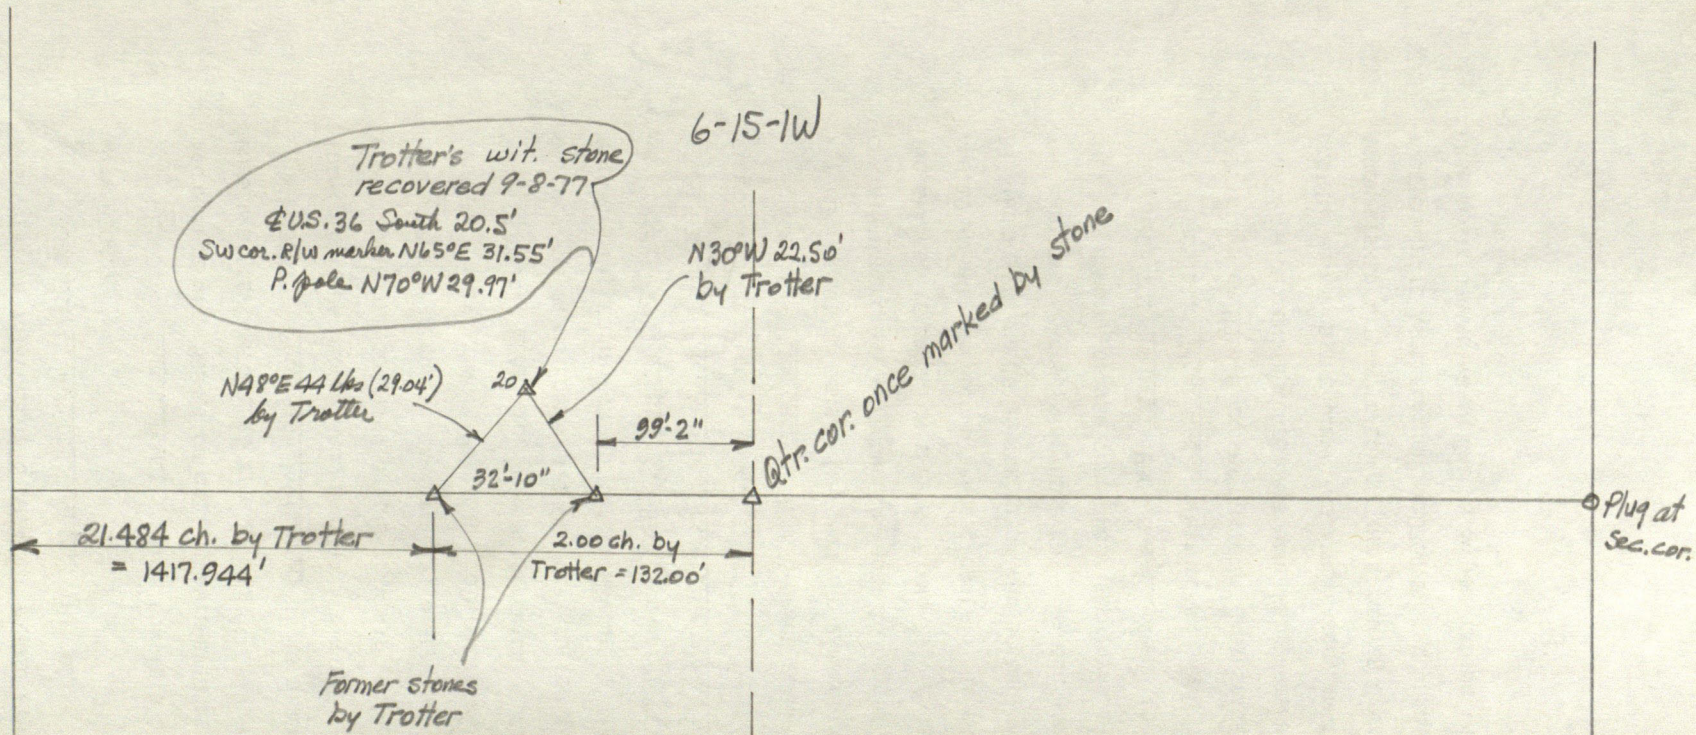 6-15-1W
Trotter's wit. stone
recovered 9-8-77
℄ U.S. 36 South 20.5'
SW cor. R/W marker N65°E 31.55'
P. pole N70°W 29.97'
N30°W 22.50'
by Trotter
Qtr. cor. once marked by stone
N48°E 44 lks (29.04')
by Trotter
20
99'-2"
32'-10"
Plug at
Sec. cor.
21.484 ch. by Trotter
= 1417.944'
2.00 ch. by
Trotter = 132.00'
Former stones
by Trotter